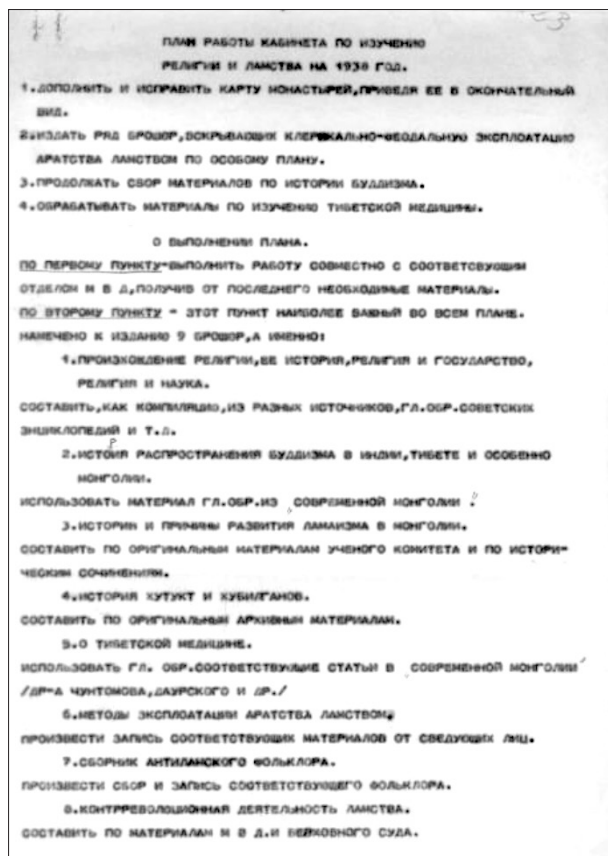 53
ПЛАН РАБОТЫ КАБИНЕТА ПО ИЗУЧЕНИЮ
РЕЛИГИИ И ЛАМСТВА НА 1938 ГОД.
1.ДОПОЛНИТЬ И ИСПРАВИТЬ КАРТУ МОНАСТЫРЕЙ,ПРИВЕДЯ ЕЕ В ОКОНЧАТЕЛЬНЫЙ
ВИД.
2.ИЗДАТЬ РЯД БРОШЮР,ВСКРЫВАЮЩИХ КЛЕРИКАЛЬНО-ФЕОДАЛЬНУЮ ЭКСПЛОАТАЦИЮ
АРАТСТВА ЛАМСТВОМ ПО ОСОБОМУ ПЛАНУ.
3.ПРОДОЛЖАТЬ СБОР МАТЕРИАЛОВ ПО ИСТОРИИ БУДДИЗМА.
4.ОБРАБАТЫВАТЬ МАТЕРИАЛЫ ПО ИЗУЧЕНИЮ ТИБЕТСКОЙ МЕДИЦИНЫ.
О ВЫПОЛНЕНИИ ПЛАНА.
ПО ПЕРВОМУ ПУНКТУ-ВЫПОЛНИТЬ РАБОТУ СОВМЕСТНО С СООТВЕТСВУЮЩИМ
ОТДЕЛОМ М В Д,ПОЛУЧИВ ОТ ПОСЛЕДНЕГО НЕОБХОДИМЫЕ МАТЕРИАЛЫ.
ПО ВТОРОМУ ПУНКТУ - ЭТОТ ПУНКТ НАИБОЛЕЕ ВАЖНЫЙ ВО ВСЕМ ПЛАНЕ.
НАМЕЧЕНО К ИЗДАНИЮ 9 БРОШЮР,А ИМЕННО:
1.ПРОИЗХОЖДЕНИЕ РЕЛИГИИ,ЕЕ ИСТОРИЯ,РЕЛИГИЯ И ГОСУДАРСТВО,
РЕЛИГИЯ И НАУКА.
СОСТАВИТЬ,КАК КОМПИЛЯЦИЮ,ИЗ РАЗНЫХ ИСТОЧНИКОВ,ГЛ.ОБР.СОВЕТСКИХ
ЭНЦИКЛОПЕДИЙ И Т.Д.
2.ИСТОРИЯ РАСПРОСТРАНЕНИЯ БУДДИЗМА В ИНДИИ,ТИБЕТЕ И ОСОБЕННО
МОНГОЛИИ.
ИСПОЛЬЗОВАТЬ МАТЕРИАЛ ГЛ.ОБР.ИЗ "СОВРЕМЕННОЙ МОНГОЛИИ".
3.ИСТОРИЯ И ПРИЧИНЫ РАЗВИТИЯ ЛАМАИЗМА В МОНГОЛИИ.
СОСТАВИТЬ ПО ОРИГИНАЛЬНЫМ МАТЕРИАЛАМ УЧЕНОГО КОМИТЕТА И ПО ИСТОРИ-
ЧЕСКИМ СОЧИНЕНИЯМ.
4.ИСТОРИЯ ХУТУКТ И ХУБИЛГАНОВ.
СОСТАВИТЬ ПО ОРИГИНАЛЬНЫМ АРХИВНЫМ МАТЕРИАЛАМ.
5.О ТИБЕТСКОЙ МЕДИЦИНЕ.
ИСПОЛЬЗОВАТЬ ГЛ. ОБР.СООТВЕТСТВУЮЩИЕ СТАТЬИ В "СОВРЕМЕННОЙ МОНГОЛИИ"
/ДР-А ЧУНТОМОВА,ДАУРСКОГО И ДР./
6.МЕТОДЫ ЭКСПЛОАТАЦИИ АРАТСТВА ЛАМСТВОМ.
ПРОИЗВЕСТИ ЗАПИСЬ СООТВЕТСТВУЮЩИХ МАТЕРИАЛОВ ОТ СВЕДУЮЩИХ ЛИЦ.
7.СБОРНИК АНТИЛАМСКОГО ФОЛЬКЛОРА.
ПРОИЗВЕСТИ СБОР И ЗАПИСЬ СООТВЕТСТВУЮЩЕГО ФОЛЬКЛОРА.
8.КОНТРРЕВОЛЮЦИОННАЯ ДЕЯТЕЛЬНОСТЬ ЛАМСТВА.
СОСТАВИТЬ ПО МАТЕРИАЛАМ М В Д.И ВЕРХОВНОГО СУДА.